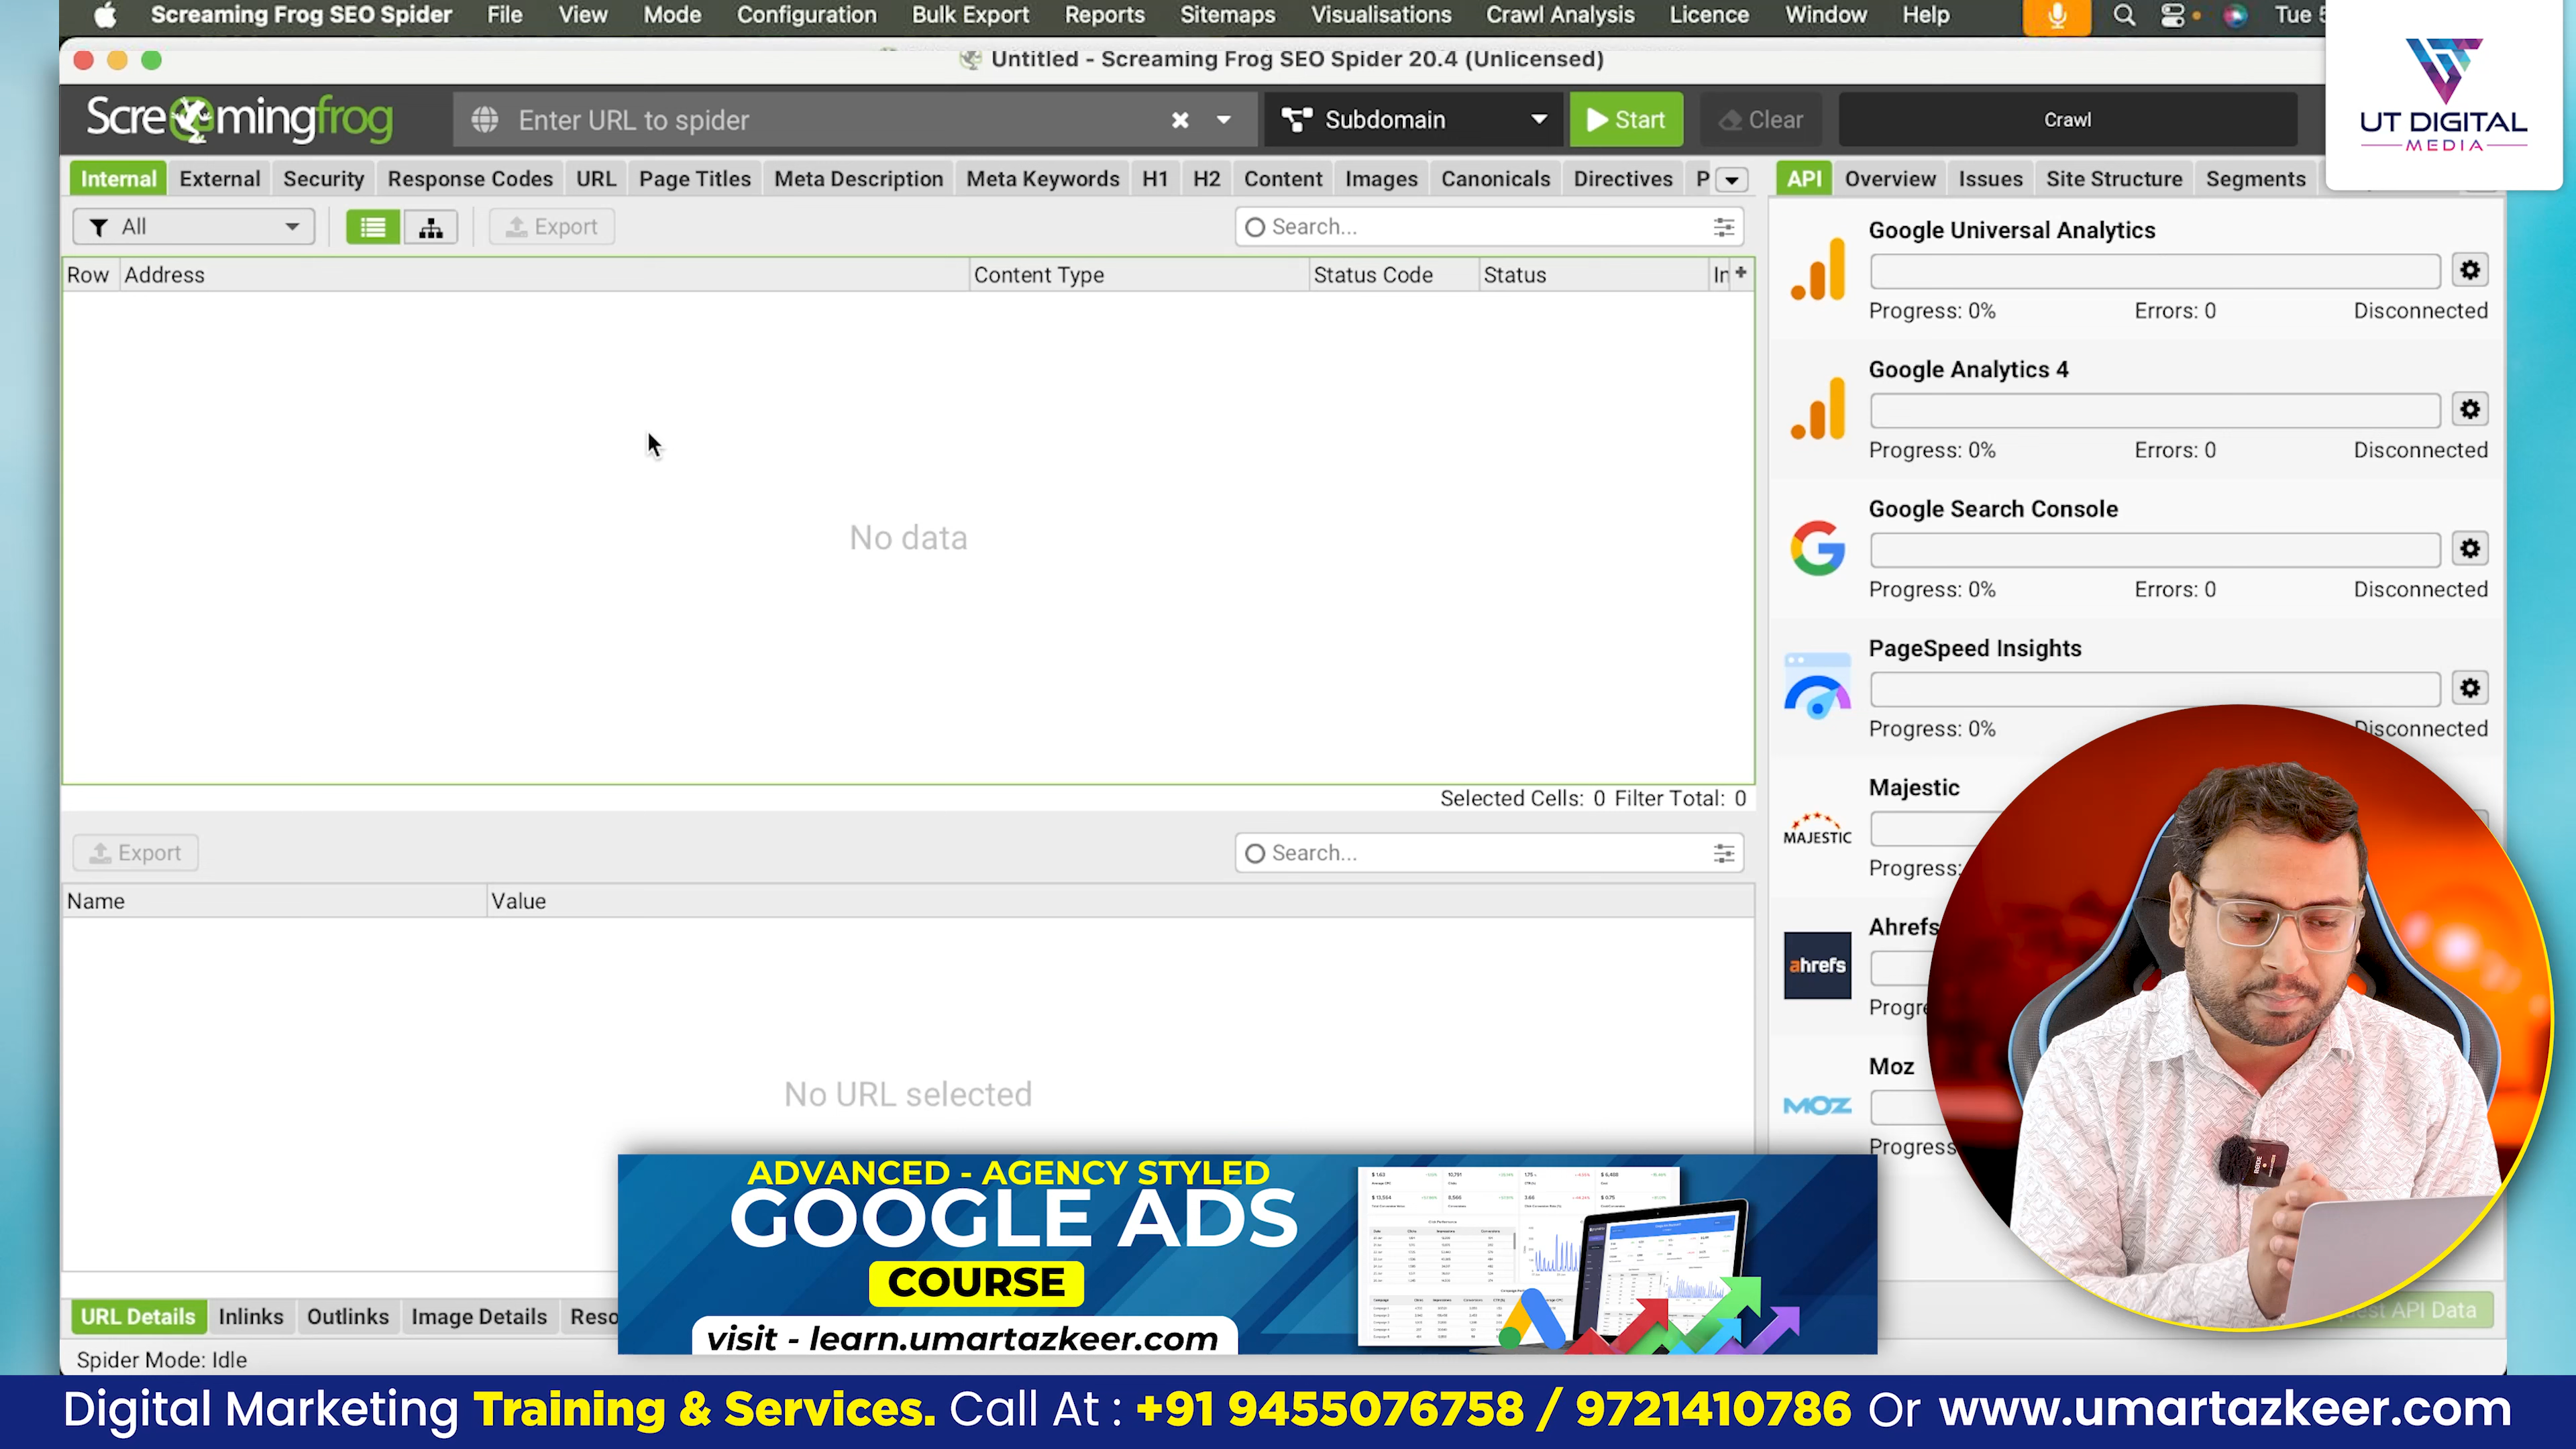 Screaming Frog SEO Spider File View Mode Configuration Bulk Export Reports Sitemaps Visualisations Crawl Analysis Licence Window Help Tue
Untitled - Screaming Frog SEO Spider 20.4 (Unlicensed)
UT DIGITAL
MEDIA
Screamingfrog Enter URL to spider Subdomain Start Clear Crawl
Internal External Security Response Codes URL Page Titles Meta Description Meta Keywords H1 H2 Content Images Canonicals Directives P
API Overview Issues Site Structure Segments
All Export Search...
Row Address Content Type Status Code Status In
No data
Selected Cells: 0 Filter Total: 0
Google Universal Analytics
Progress: 0% Errors: 0 Disconnected
Google Analytics 4
Progress: 0% Errors: 0 Disconnected
Google Search Console
Progress: 0% Errors: 0 Disconnected
PageSpeed Insights
Progress: 0% Disconnected
MAJESTIC
Majestic
Progress:
ahrefs
Ahrefs
Progre
MOZ
Moz
Progress
Export Search...
Name Value
No URL selected
URL Details Inlinks Outlinks Image Details Reso
est API Data
Spider Mode: Idle
ADVANCED - AGENCY STYLED
GOOGLE ADS
COURSE
visit - learn.umartazkeer.com
Digital Marketing Training & Services. Call At : +91 9455076758 / 9721410786 Or www.umartazkeer.com